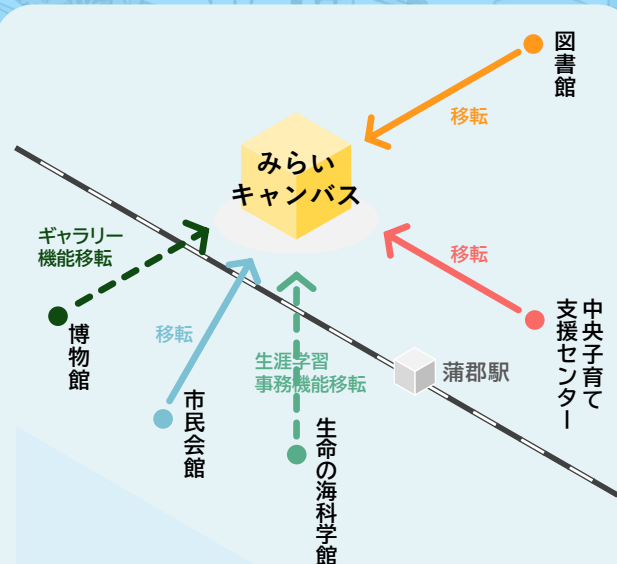 図書館
移転
みらい
キャンバス
ギャラリー
機能移転
移転
博物館
移転
中央子育て
支援センター
生涯学習
事務機能移転
蒲郡駅
市民会館
生命の海科学館